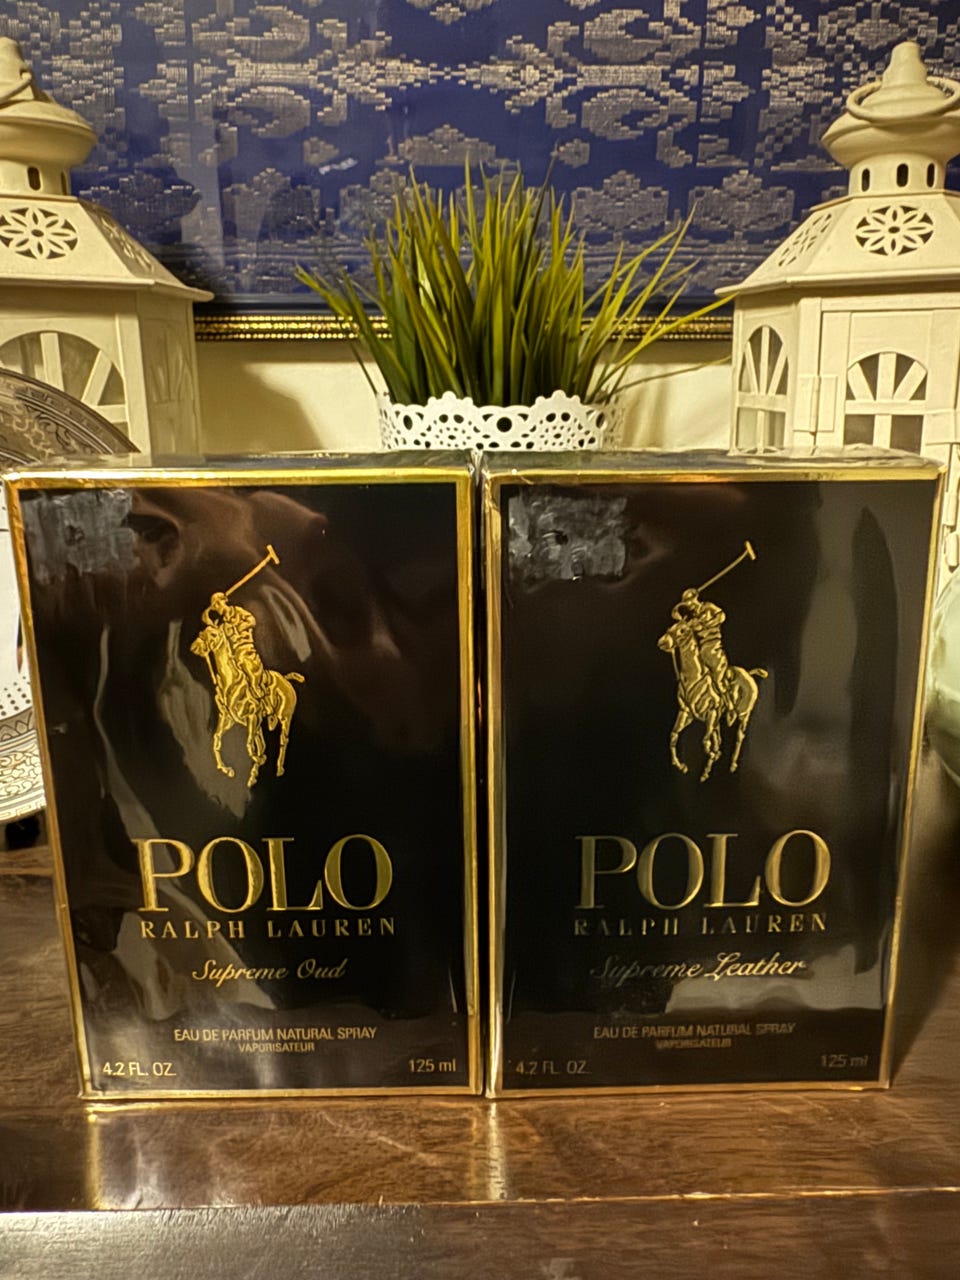 POLO
RALPH LAUREN
Supreme Oud
EAU DE PARFUM NATURAL SPRAY
VAPORISATEUR
4.2 FL. OZ.
125 ml
POLO
RALPH LAUREN
Supreme Leather
EAU DE PARFUM NATURAL SPRAY
VAPORISATEUR
4.2 FL. OZ.
125 ml